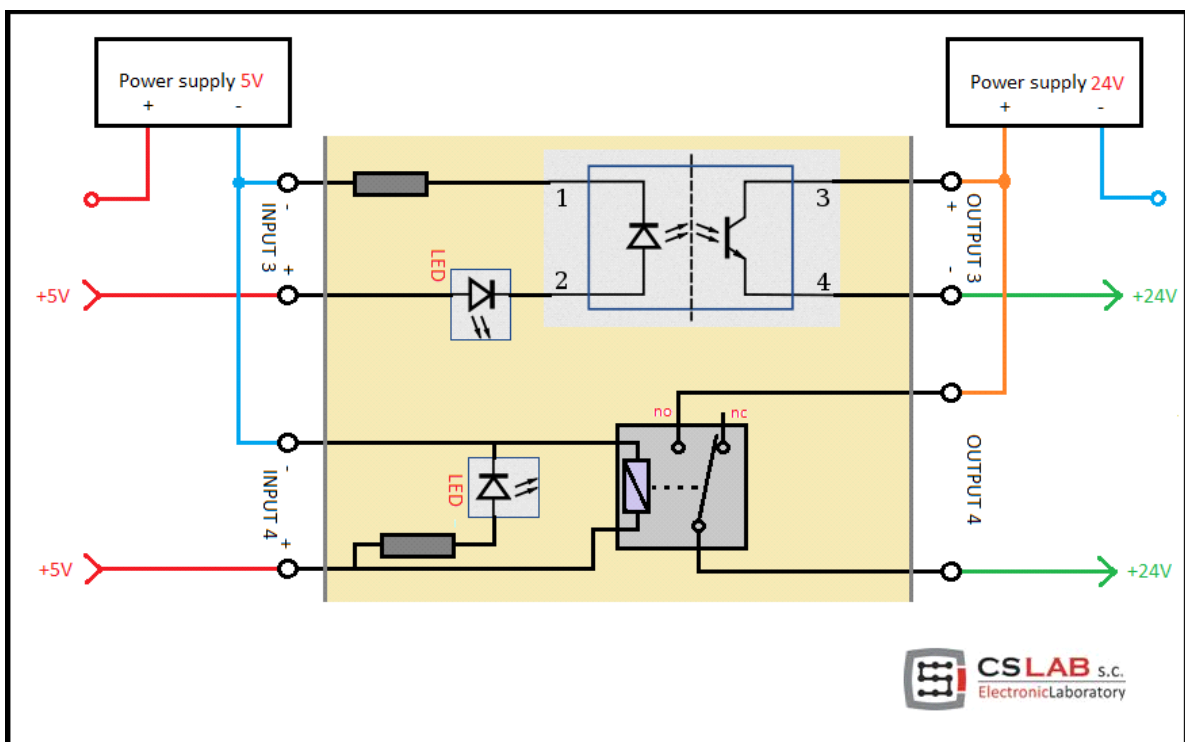 Power supply 5V
+ -
Power supply 24V
+ -
1
3
-
INPUT 3
+
+
OUTPUT 3
-
LED
2
4
+5V
+24V
no
nc
-
INPUT 4
+
LED
OUTPUT 4
+5V
+24V
CSLAB s.c.
ElectronicLaboratory